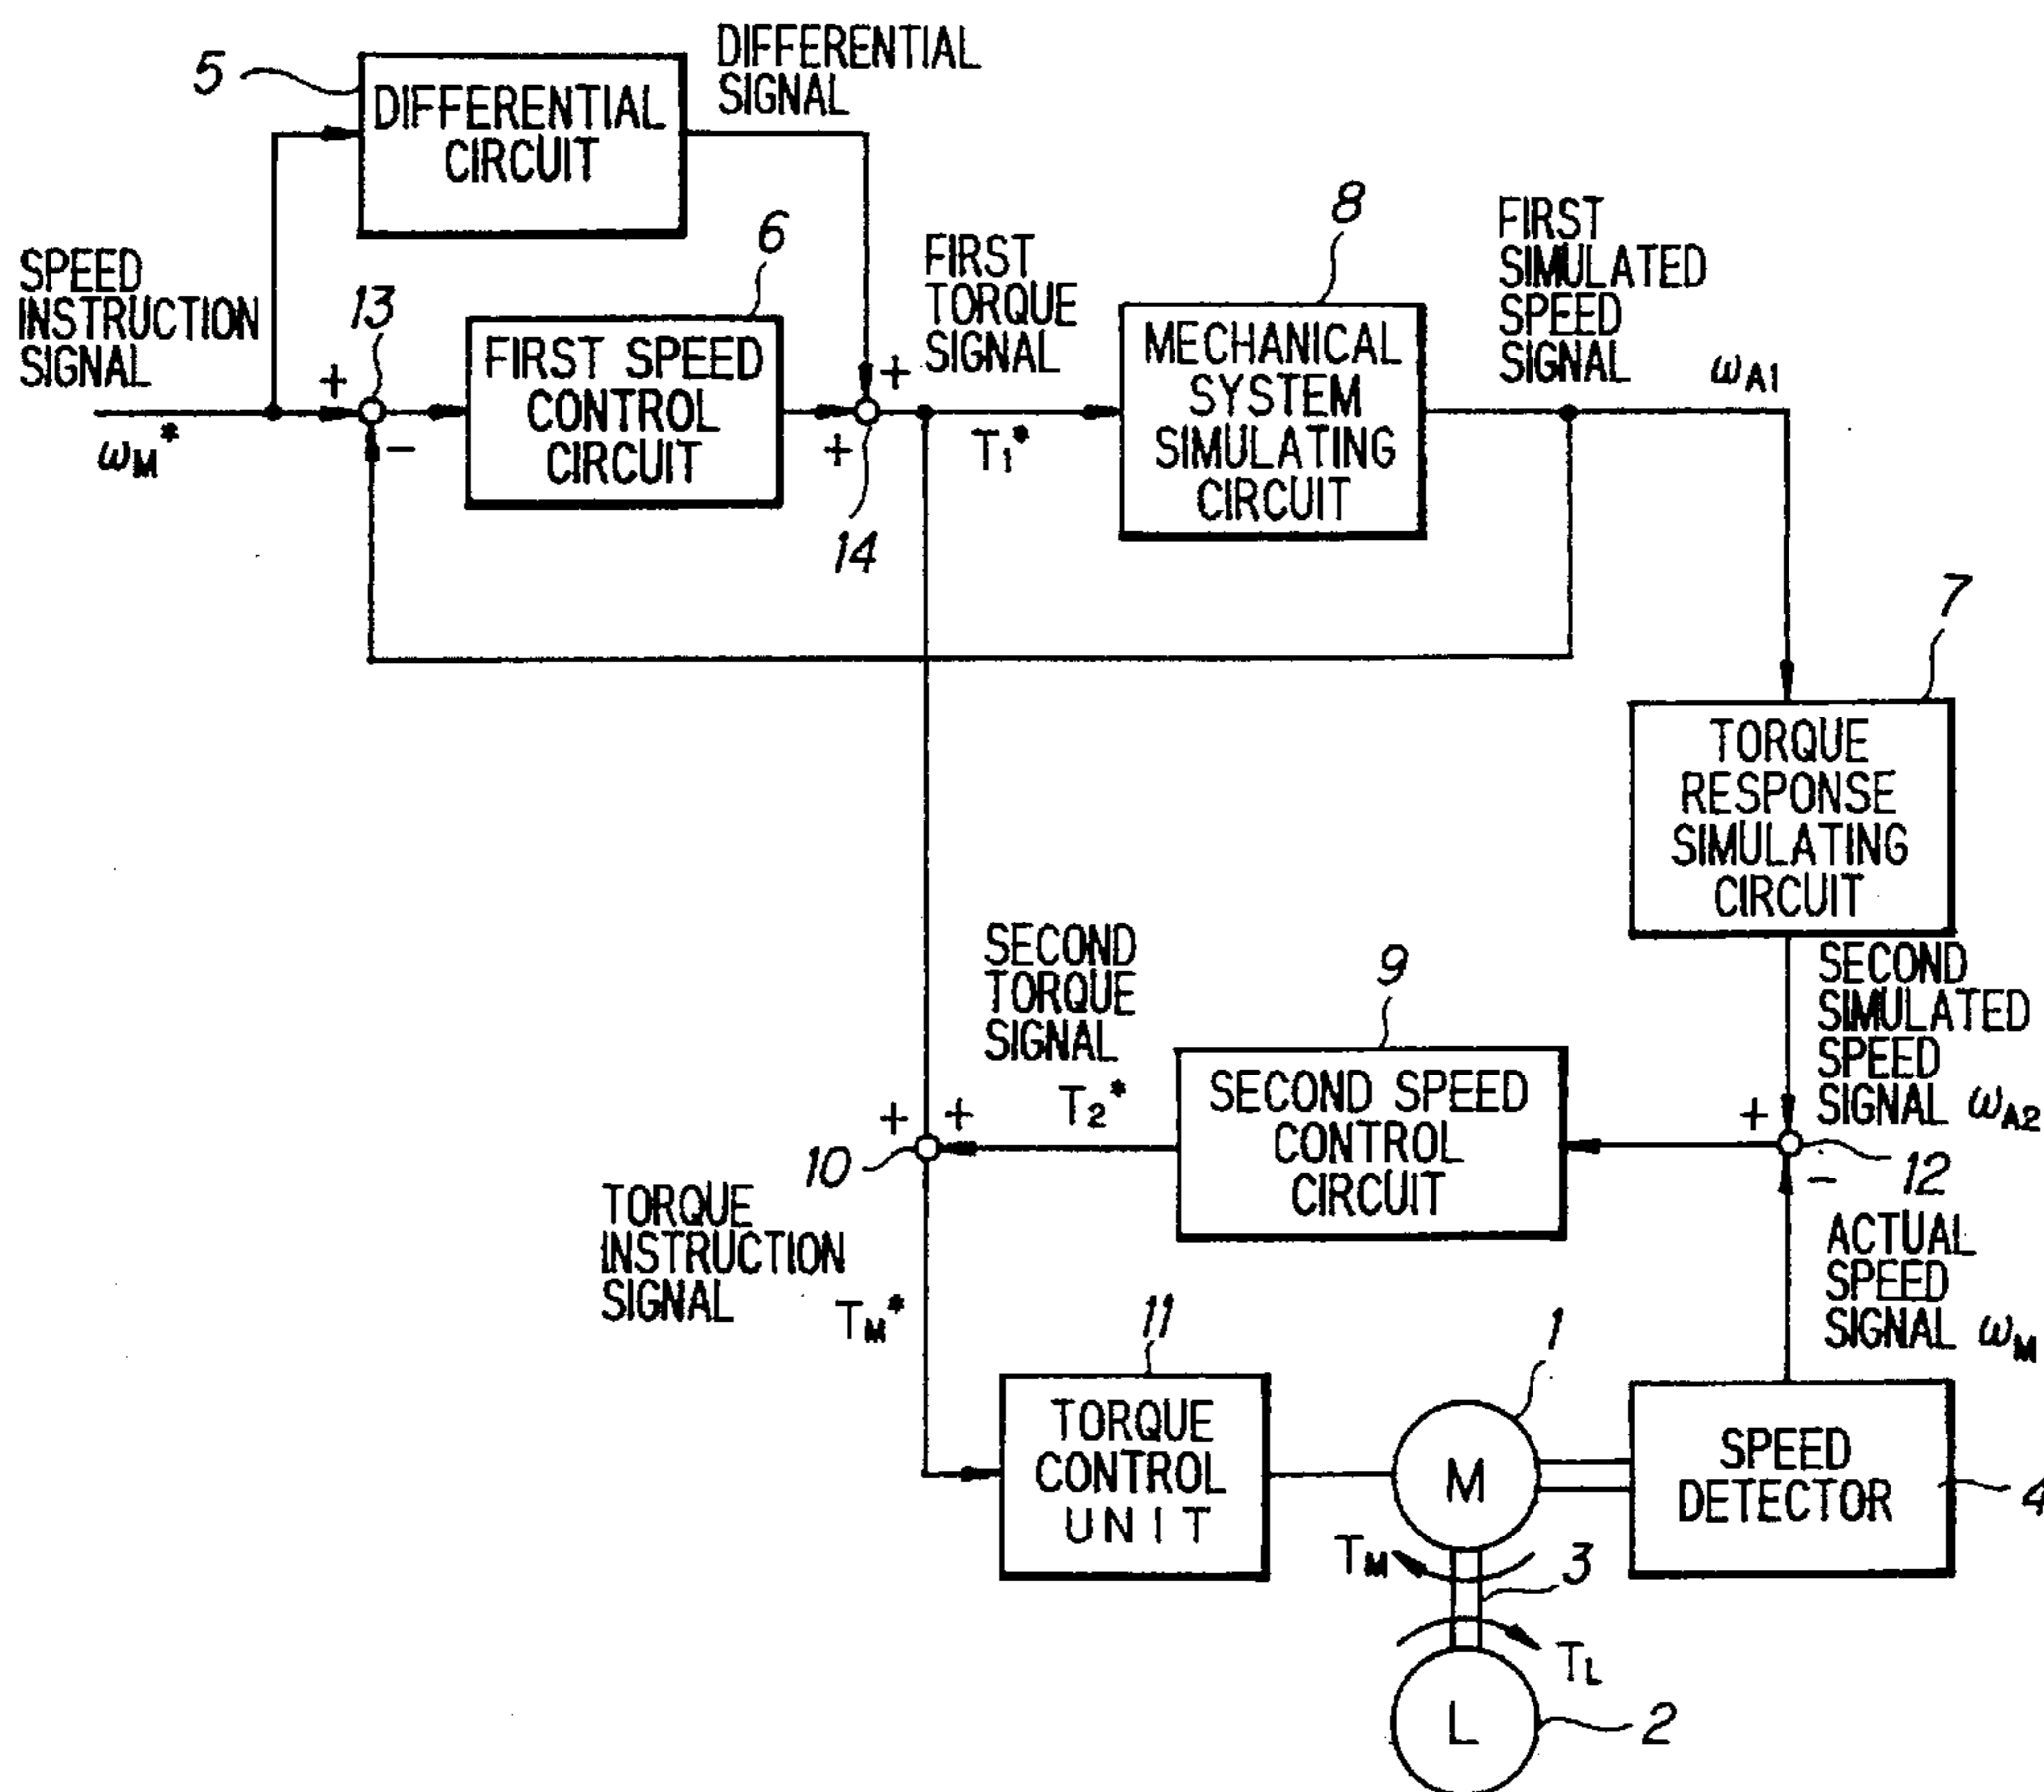 5
DIFFERENTIAL
CIRCUIT
DIFFERENTIAL
SIGNAL
SPEED
INSTRUCTION
SIGNAL
ωM*
13
+
-
6
FIRST SPEED
CONTROL
CIRCUIT
+
+
14
FIRST
TORQUE
SIGNAL
T1*
8
MECHANICAL
SYSTEM
SIMULATING
CIRCUIT
FIRST
SIMULATED
SPEED
SIGNAL
ωA1
7
TORQUE
RESPONSE
SIMULATING
CIRCUIT
SECOND
SIMULATED
SPEED
SIGNAL ωA2
+
12
-
SECOND
TORQUE
SIGNAL
T2*
9
SECOND SPEED
CONTROL
CIRCUIT
+ +
10
TORQUE
INSTRUCTION
SIGNAL
TM*
ACTUAL
SPEED
SIGNAL ωM
11
TORQUE
CONTROL
UNIT
1
M
SPEED
DETECTOR
4
TM
3
TL
L
2